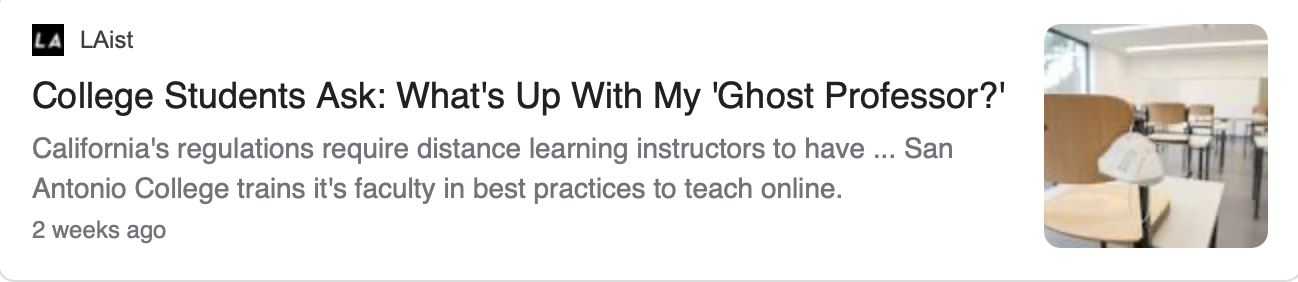 LA LAist
College Students Ask: What's Up With My 'Ghost Professor?'
California's regulations require distance learning instructors to have ... San
Antonio College trains it's faculty in best practices to teach online.
2 weeks ago